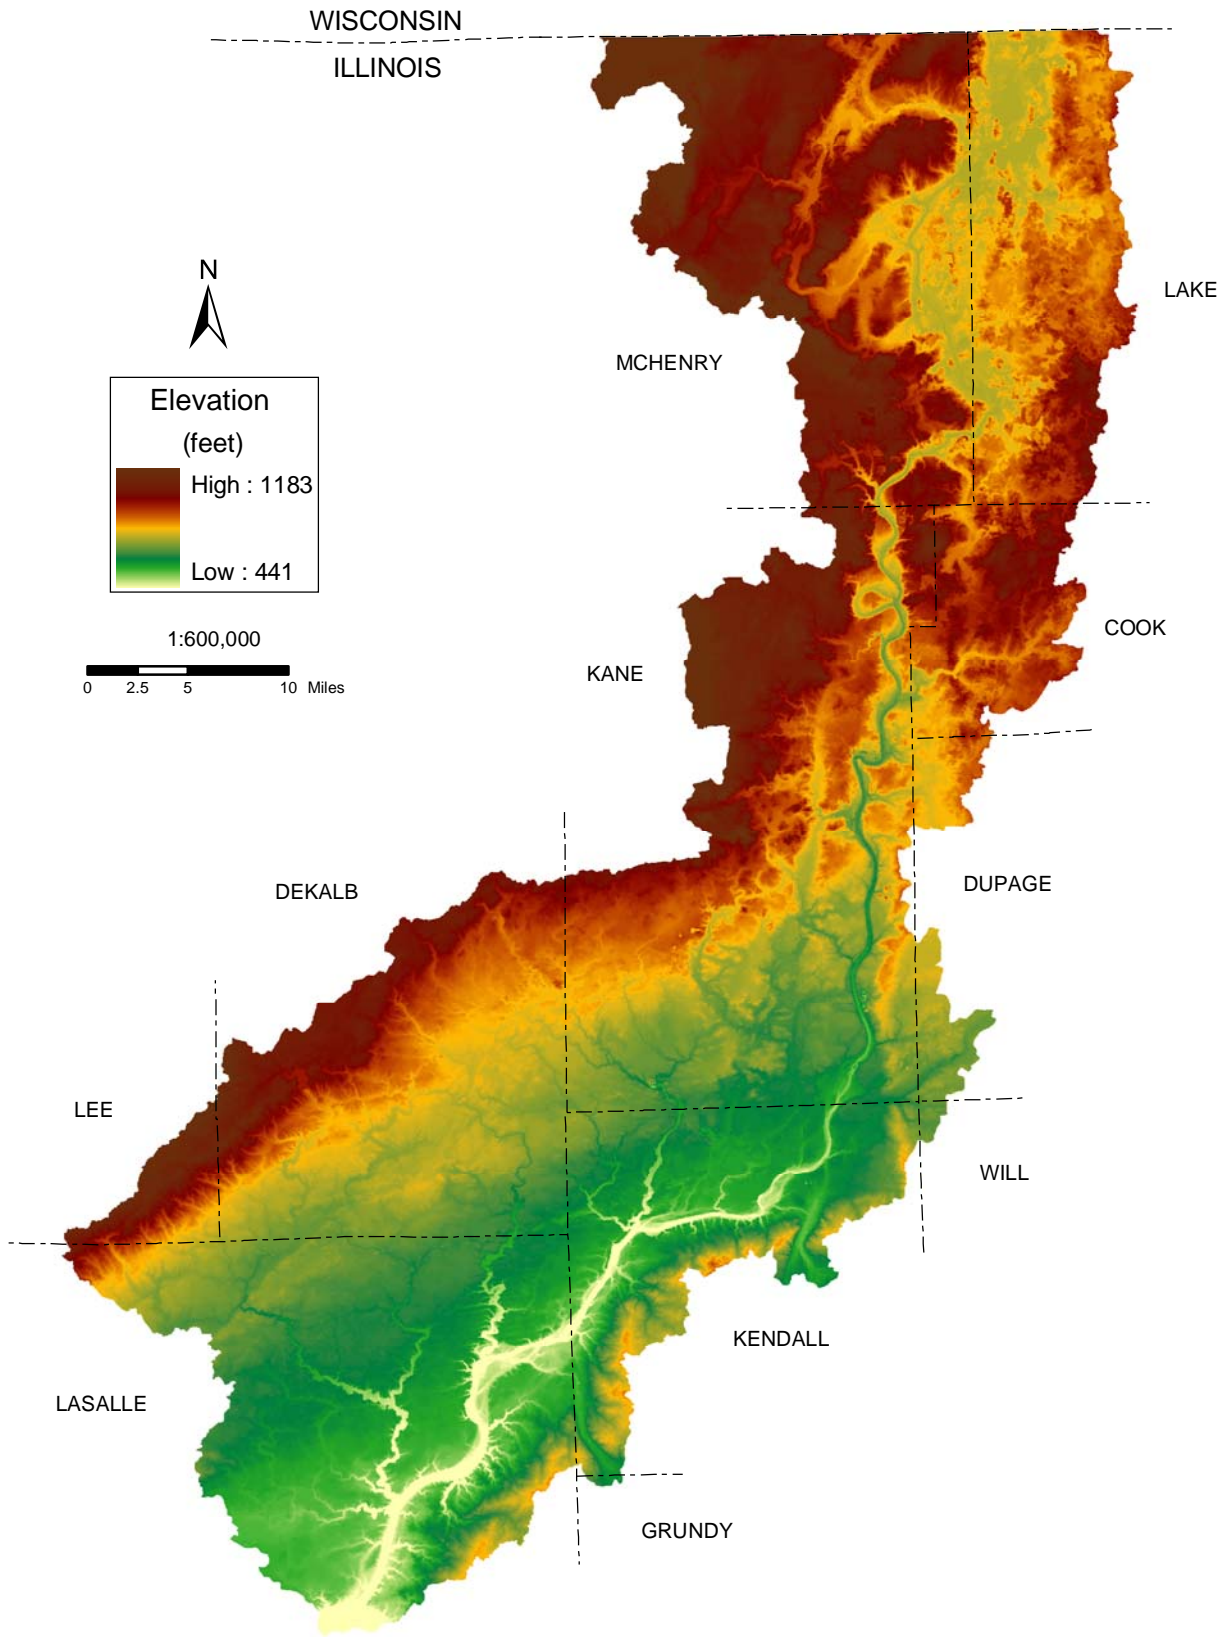 WISCONSIN
ILLINOIS
N
LAKE
MCHENRY
Elevation
(feet)
High : 1183
Low : 441
1:600,000
0 2.5 5 10 Miles
COOK
KANE
DEKALB
DUPAGE
LEE
WILL
KENDALL
LASALLE
GRUNDY